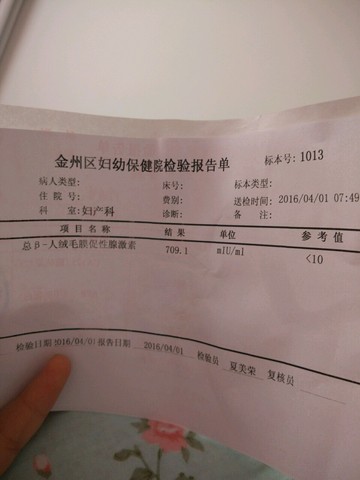 金州区妇幼保健院检验报告单 标本号: 1013
病人类型: 床号: 标本类型:
住 院 号: 费别: 送检时间: 2016/04/01 07:49
科 室: 妇产科 诊断: 备 注:
项 目 名 称 结 果 单 位 参 考 值
总β-人绒毛膜促性腺激素 709.1 mIU/ml <10
检验日期 2016/04/01 报告日期 2016/04/01 检验员 夏美荣 复核员